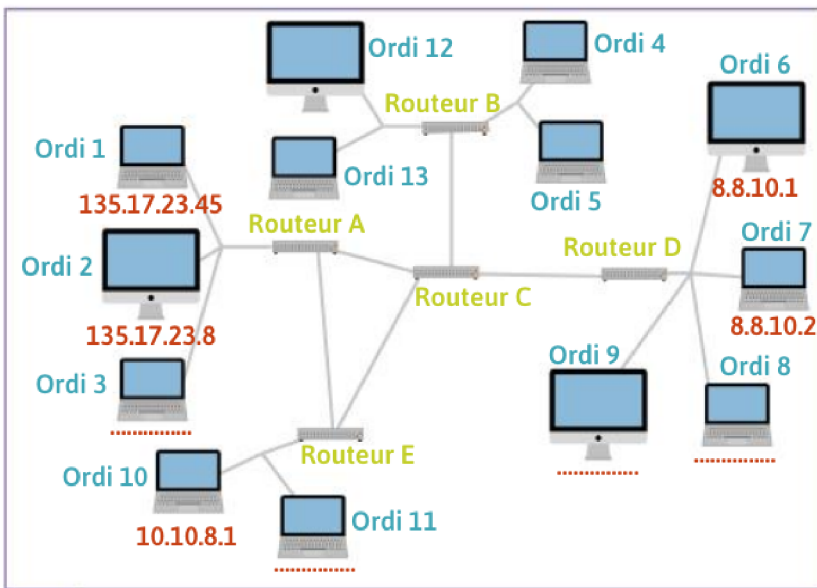 Ordi 12
Ordi 4
Ordi 6
Routeur B
Ordi 1
Ordi 13
Ordi 5
8.8.10.1
135.17.23.45
Routeur A
Ordi 7
Routeur D
Ordi 2
Routeur C
8.8.10.2
135.17.23.8
Ordi 9
Ordi 8
Ordi 3
..................
Routeur E
..................
..................
Ordi 10
Ordi 11
10.10.8.1
..................